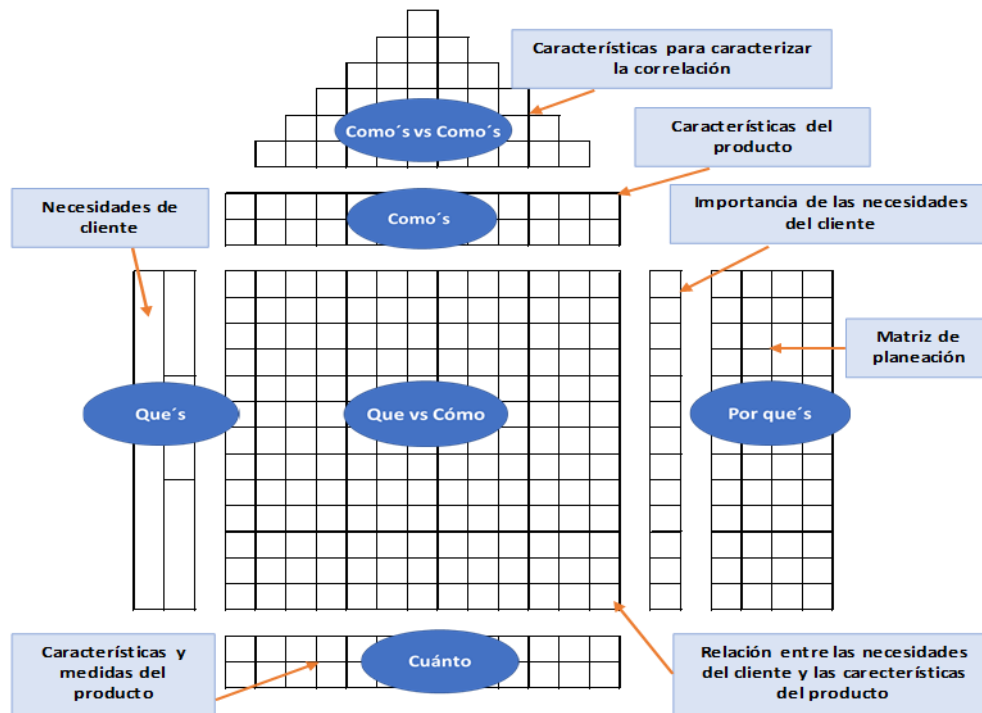 Características para caracterizar
la correlación
Como´s vs Como´s
Características del
producto
Necesidades de
cliente
Como´s
Importancia de las necesidades
del cliente
Matriz de
planeación
Que´s
Que vs Cómo
Por que´s
Características y
medidas del
producto
Cuánto
Relación entre las necesidades
del cliente y las carecterísticas
del producto